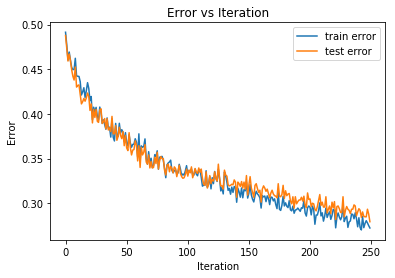 Error vs Iteration
train error
test error
0.50
0.45
0.40
0.35
0.30
Error
0
50
100
150
200
250
Iteration